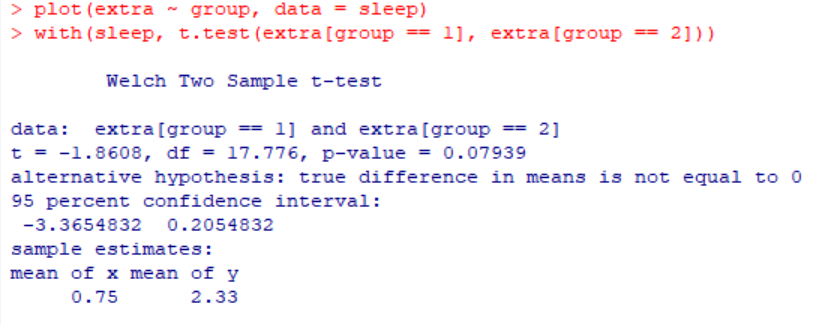 > plot(extra ~ group, data = sleep)
> with(sleep, t.test(extra[group == 1], extra[group == 2]))
Welch Two Sample t-test
data:  extra[group == 1] and extra[group == 2]
t = -1.8608, df = 17.776, p-value = 0.07939
alternative hypothesis: true difference in means is not equal to 0
95 percent confidence interval:
-3.3654832  0.2054832
sample estimates:
mean of x mean of y
0.75      2.33